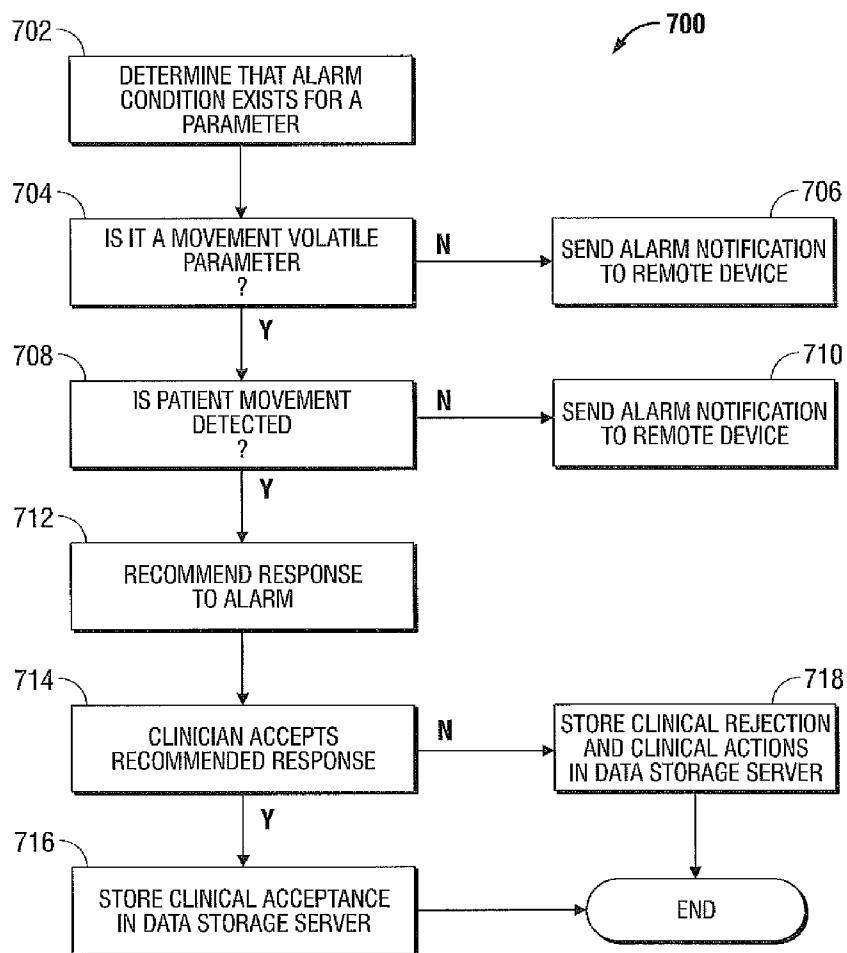 702
700
DETERMINE THAT ALARM
CONDITION EXISTS FOR A
PARAMETER
704
IS IT A MOVEMENT VOLATILE
PARAMETER
?
N
706
SEND ALARM NOTIFICATION
TO REMOTE DEVICE
Y
708
IS PATIENT MOVEMENT
DETECTED
?
N
710
SEND ALARM NOTIFICATION
TO REMOTE DEVICE
Y
712
RECOMMEND RESPONSE
TO ALARM
714
CLINICIAN ACCEPTS
RECOMMENDED RESPONSE
N
718
STORE CLINICAL REJECTION
AND CLINICAL ACTIONS
IN DATA STORAGE SERVER
Y
716
STORE CLINICAL ACCEPTANCE
IN DATA STORAGE SERVER
END